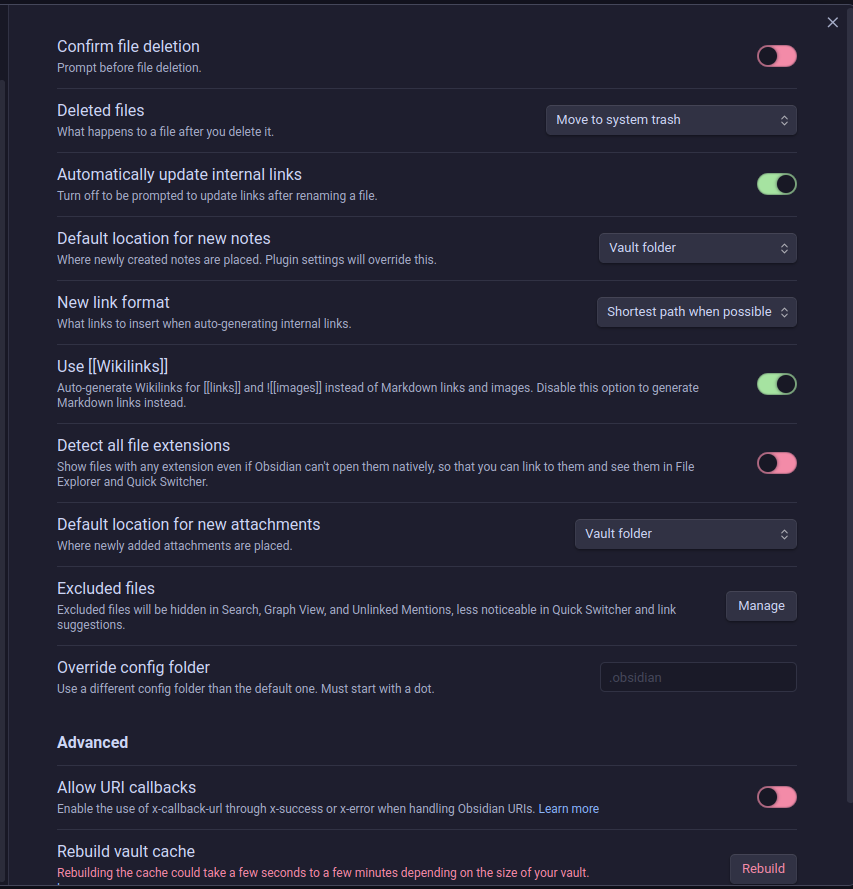 Confirm file deletion
Prompt before file deletion.
Deleted files
What happens to a file after you delete it.
Move to system trash
Automatically update internal links
Turn off to be prompted to update links after renaming a file.
Default location for new notes
Where newly created notes are placed. Plugin settings will override this.
Vault folder
New link format
What links to insert when auto-generating internal links.
Shortest path when possible
Use [[Wikilinks]]
Auto-generate Wikilinks for [[links]] and ![[images]] instead of Markdown links and images. Disable this option to generate
Markdown links instead.
Detect all file extensions
Show files with any extension even if Obsidian can't open them natively, so that you can link to them and see them in File
Explorer and Quick Switcher.
Default location for new attachments
Where newly added attachments are placed.
Vault folder
Excluded files
Excluded files will be hidden in Search, Graph View, and Unlinked Mentions, less noticeable in Quick Switcher and link
suggestions.
Manage
Override config folder
Use a different config folder than the default one. Must start with a dot.
.obsidian
Advanced
Allow URI callbacks
Enable the use of x-callback-url through x-success or x-error when handling Obsidian URIs. Learn more
Rebuild vault cache
Rebuilding the cache could take a few seconds to a few minutes depending on the size of your vault.
Rebuild